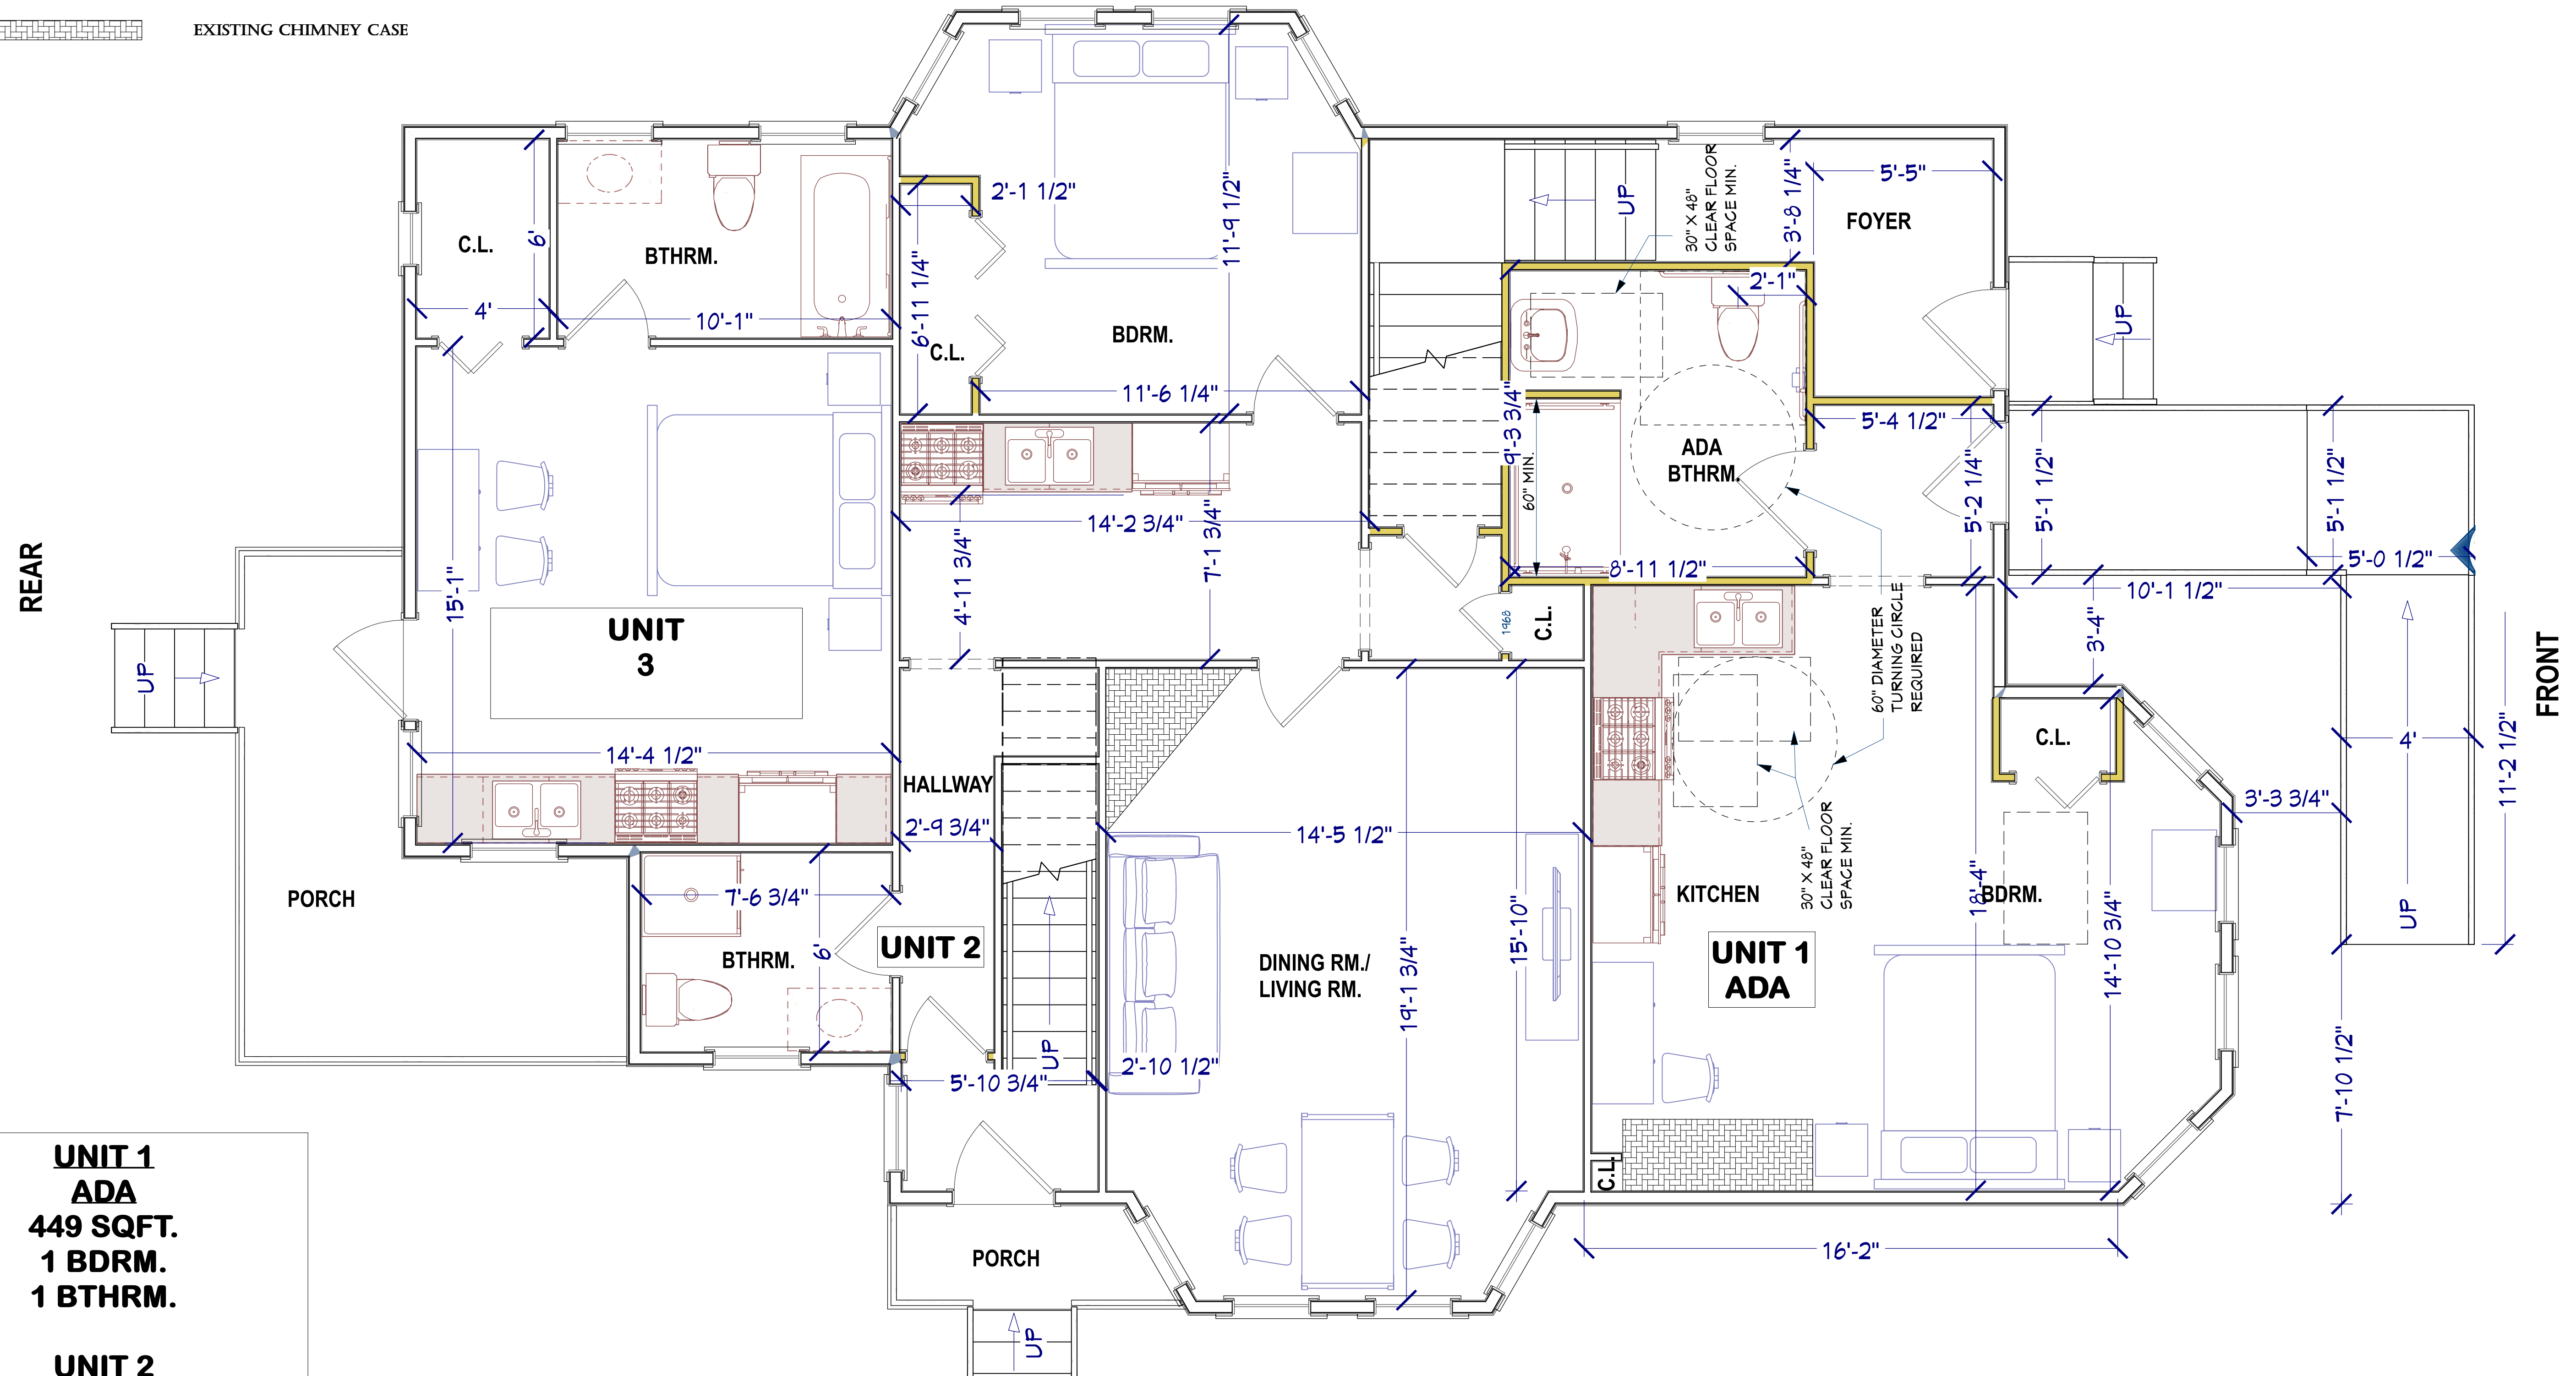 EXISTING CHIMNEY CASE
REAR
FRONT
C.L.
6'
4'
BTHRM.
10'-1"
2'-1 1/2"
6'-11 1/4"
C.L.
11'-9 1/2"
BDRM.
11'-6 1/4"
UP
30" X 48"
CLEAR FLOOR
SPACE MIN.
3'-8 1/4"
5'-5"
FOYER
2'-1"
UP
9'-3 3/4"
60" MIN.
ADA
BTHRM.
8'-11 1/2"
5'-4 1/2"
5'-2 1/4"
5'-1 1/2"
5'-1 1/2"
5'-0 1/2"
10'-1 1/2"
3'-4"
14'-2 3/4"
4'-11 3/4"
7'-1 3/4"
1968
C.L.
60" DIAMETER
TURNING CIRCLE
REQUIRED
UP
15'-1"
UNIT
3
14'-4 1/2"
HALLWAY
2'-9 3/4"
14'-5 1/2"
C.L.
3'-3 3/4"
4'
11'-2 1/2"
UP
PORCH
7'-6 3/4"
6'
BTHRM.
UNIT 2
5'-10 3/4"
UP
2'-10 1/2"
DINING RM./
LIVING RM.
19'-1 3/4"
15'-10"
KITCHEN
30" X 48"
CLEAR FLOOR
SPACE MIN.
UNIT 1
ADA
18'-4"
BDRM.
14'-10 3/4"
7'-10 1/2"
C.L.
16'-2"
PORCH
UP
UNIT 1
ADA
449 SQFT.
1 BDRM.
1 BTHRM.
UNIT 2